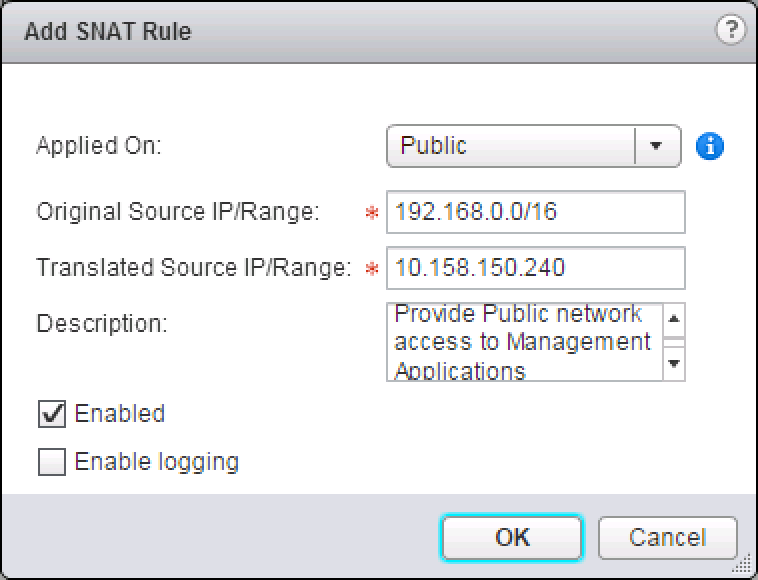 Add SNAT Rule ?
Applied On: Public i
Original Source IP/Range: * 192.168.0.0/16
Translated Source IP/Range: * 10.158.150.240
Description: Provide Public network
access to Management
Applications
Enabled
Enable logging
OK Cancel